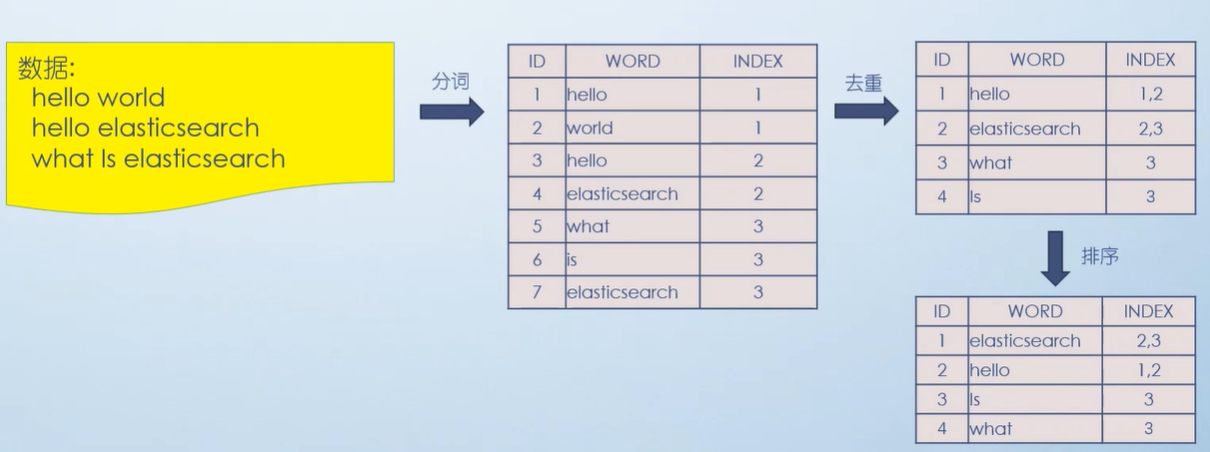 数据:
hello world
hello elasticsearch
what Is elasticsearch
分词
ID WORD INDEX
1 hello 1
2 world 1
3 hello 2
4 elasticsearch 2
5 what 3
6 is 3
7 elasticsearch 3
去重
ID WORD INDEX
1 hello 1,2
2 elasticsearch 2,3
3 what 3
4 Is 3
排序
ID WORD INDEX
1 elasticsearch 2,3
2 hello 1,2
3 Is 3
4 what 3